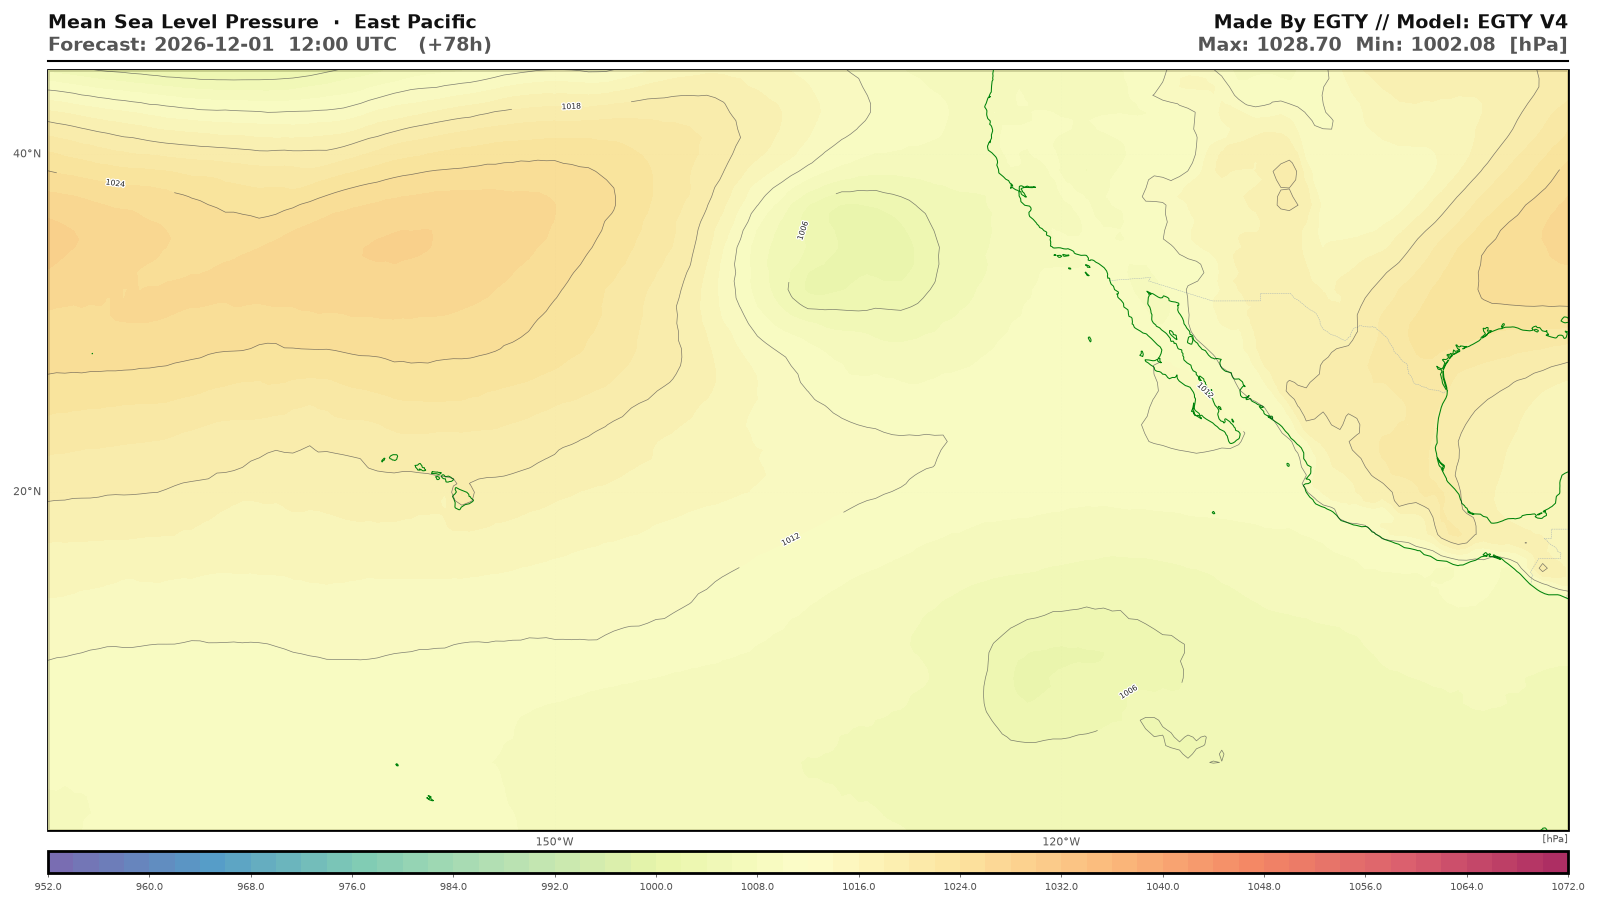 Mean Sea Level Pressure · East Pacific
Made By EGTY // Model: EGTY V4
Forecast: 2026-12-01 12:00 UTC (+78h)
Max: 1028.70 Min: 1002.08 [hPa]
1018
40°N
1024
1006
1012
20°N
1012
1006
150°W
120°W
[hPa]
952.0
960.0
968.0
976.0
984.0
992.0
1000.0
1008.0
1016.0
1024.0
1032.0
1040.0
1048.0
1056.0
1064.0
1072.0